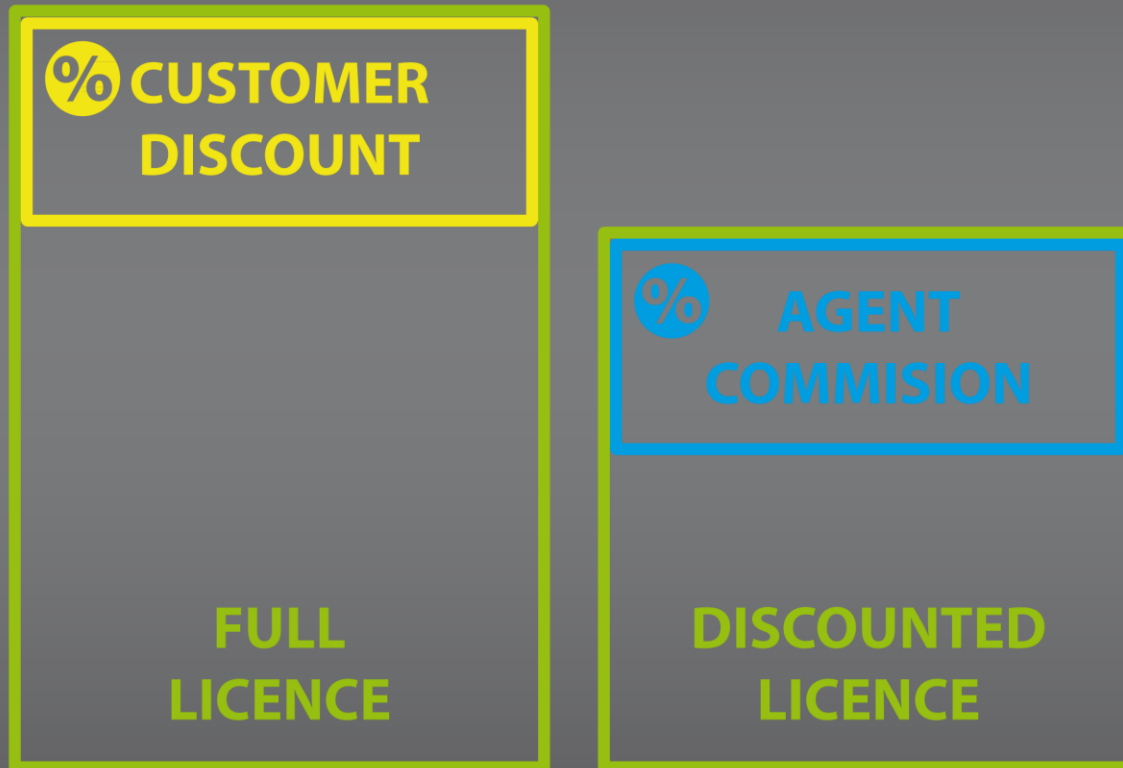 % CUSTOMER
DISCOUNT
FULL
LICENCE
% AGENT
COMMISION
DISCOUNTED
LICENCE